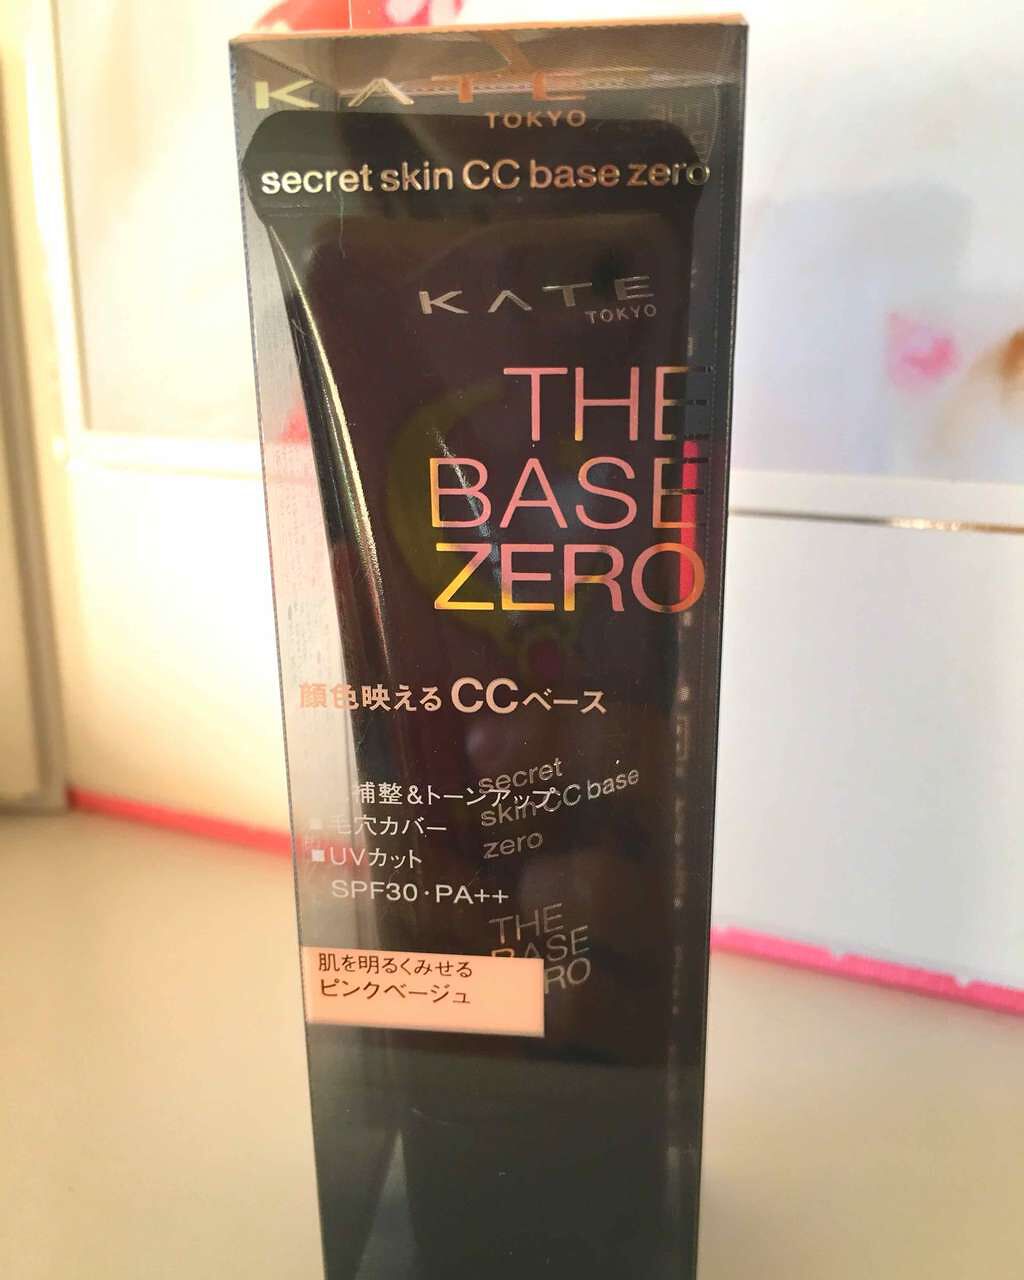 KATE
TOKYO
secret skin CC base zero
KATE
TOKYO
THE
BASE
ZERO
顔色映えるCCベース
補整&トーンアップ
■毛穴カバー
■UVカット
SPF30・PA++
secret
skin CC base
zero
THE
BASE
ZERO
肌を明るくみせる
ピンクベージュ